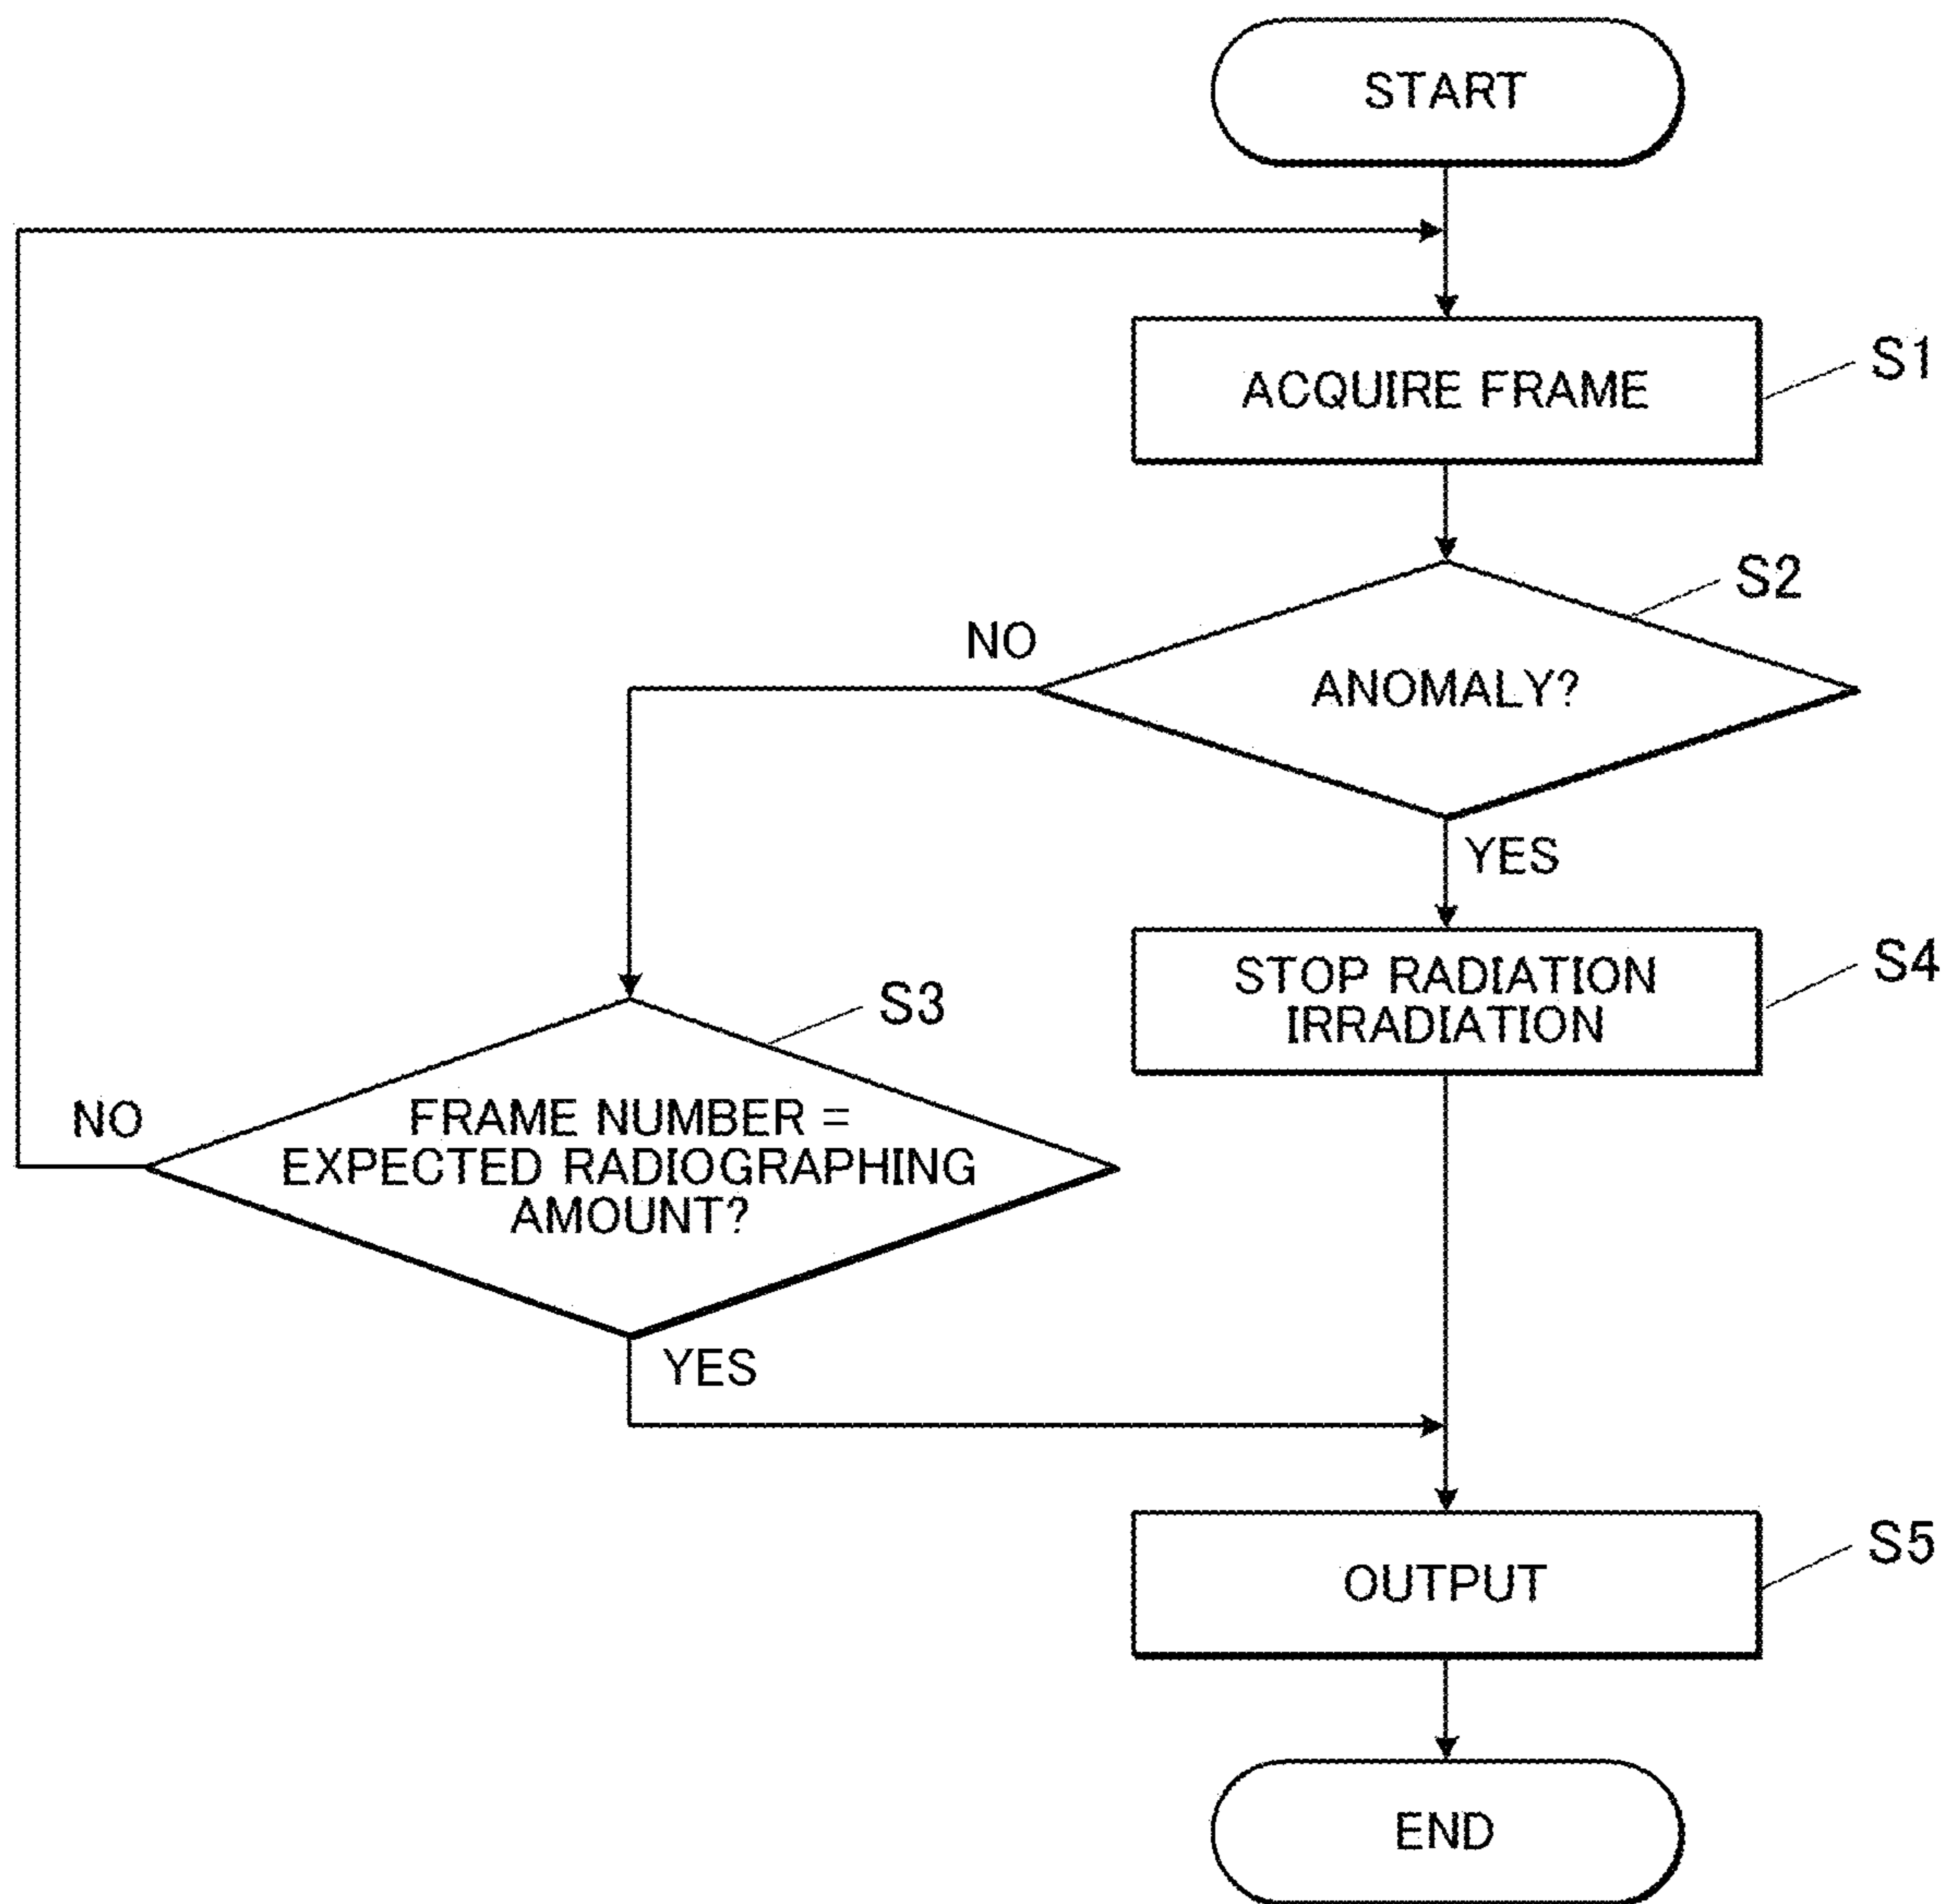 START
ACQUIRE FRAME
S1
S2
NO
ANOMALY?
YES
STOP RADIATION
IRRADIATION
S4
S3
NO
FRAME NUMBER =
EXPECTED RADIOGRAPHING
AMOUNT?
YES
OUTPUT
S5
END